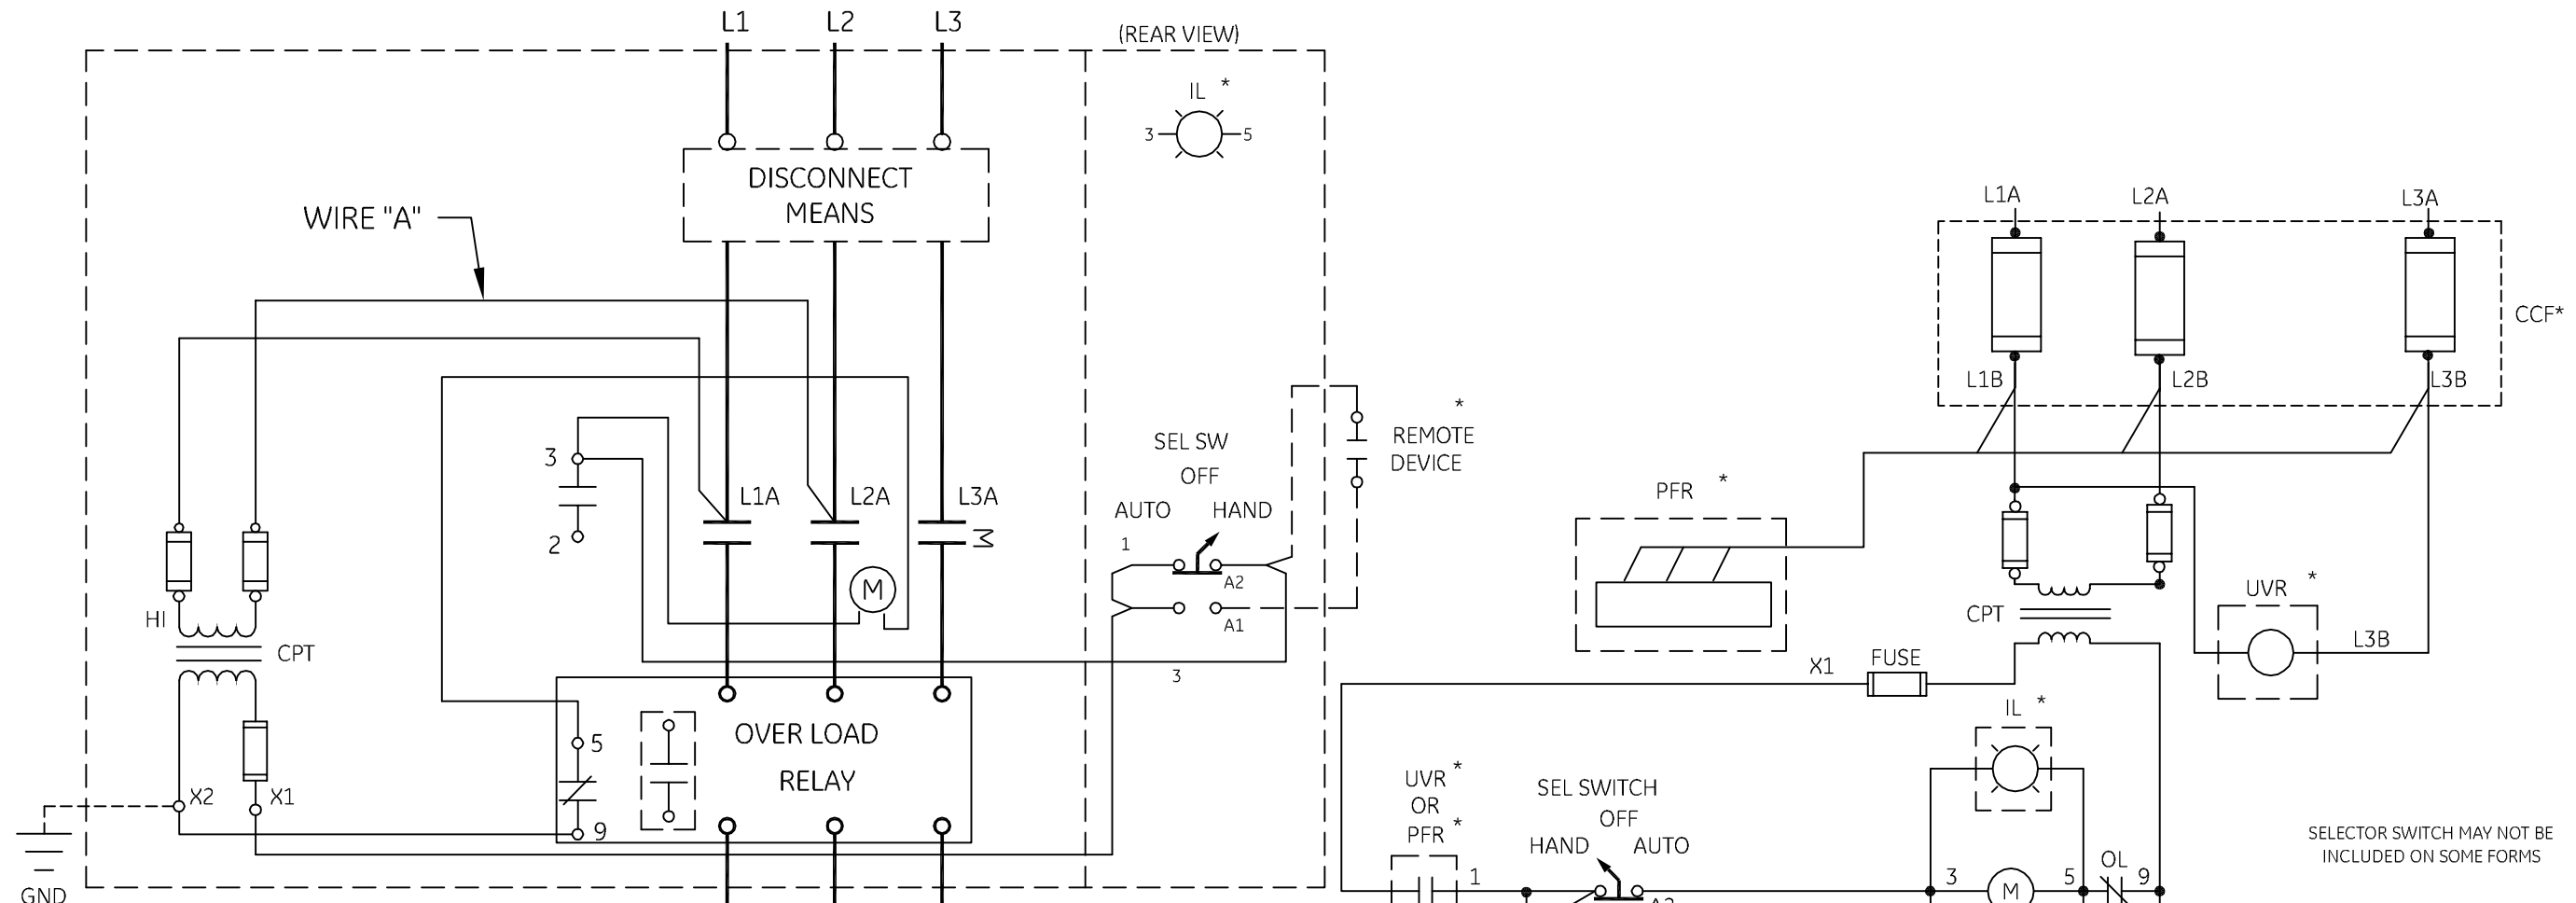 L1 L2 L3
(REAR VIEW)
IL *
3 5
DISCONNECT
MEANS
WIRE "A"
3
2
L1A L2A L3A
M
M
HI
CPT
SEL SW
OFF
AUTO HAND
1
A2
A1
3
*
REMOTE
DEVICE
OVER LOAD
RELAY
5
9
X2 X1
GND
L1A L2A L3A
CCF*
L1B L2B L3B
PFR *
CPT
UVR *
L3B
X1 FUSE
IL *
UVR *
OR
PFR *
SEL SWITCH
OFF
HAND AUTO
1 3 M 5 OL 9
SELECTOR SWITCH MAY NOT BE
INCLUDED ON SOME FORMS